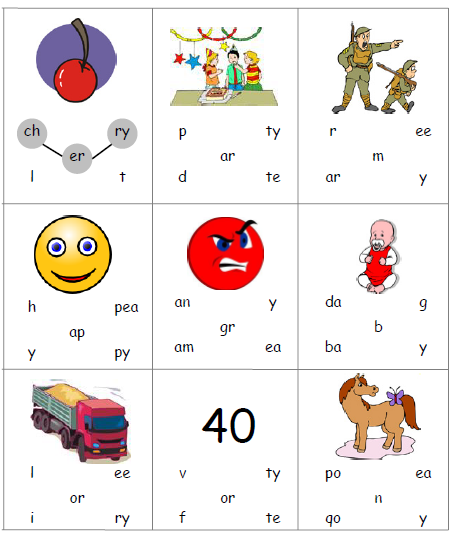 ch ry
er
l t
p ty
ar
d te
r ee
m
ar y
h pea
ap
y py
an y
gr
am ea
da g
b
ba y
l ee
or
i ry
40
v ty
or
f te
po ea
n
qo y